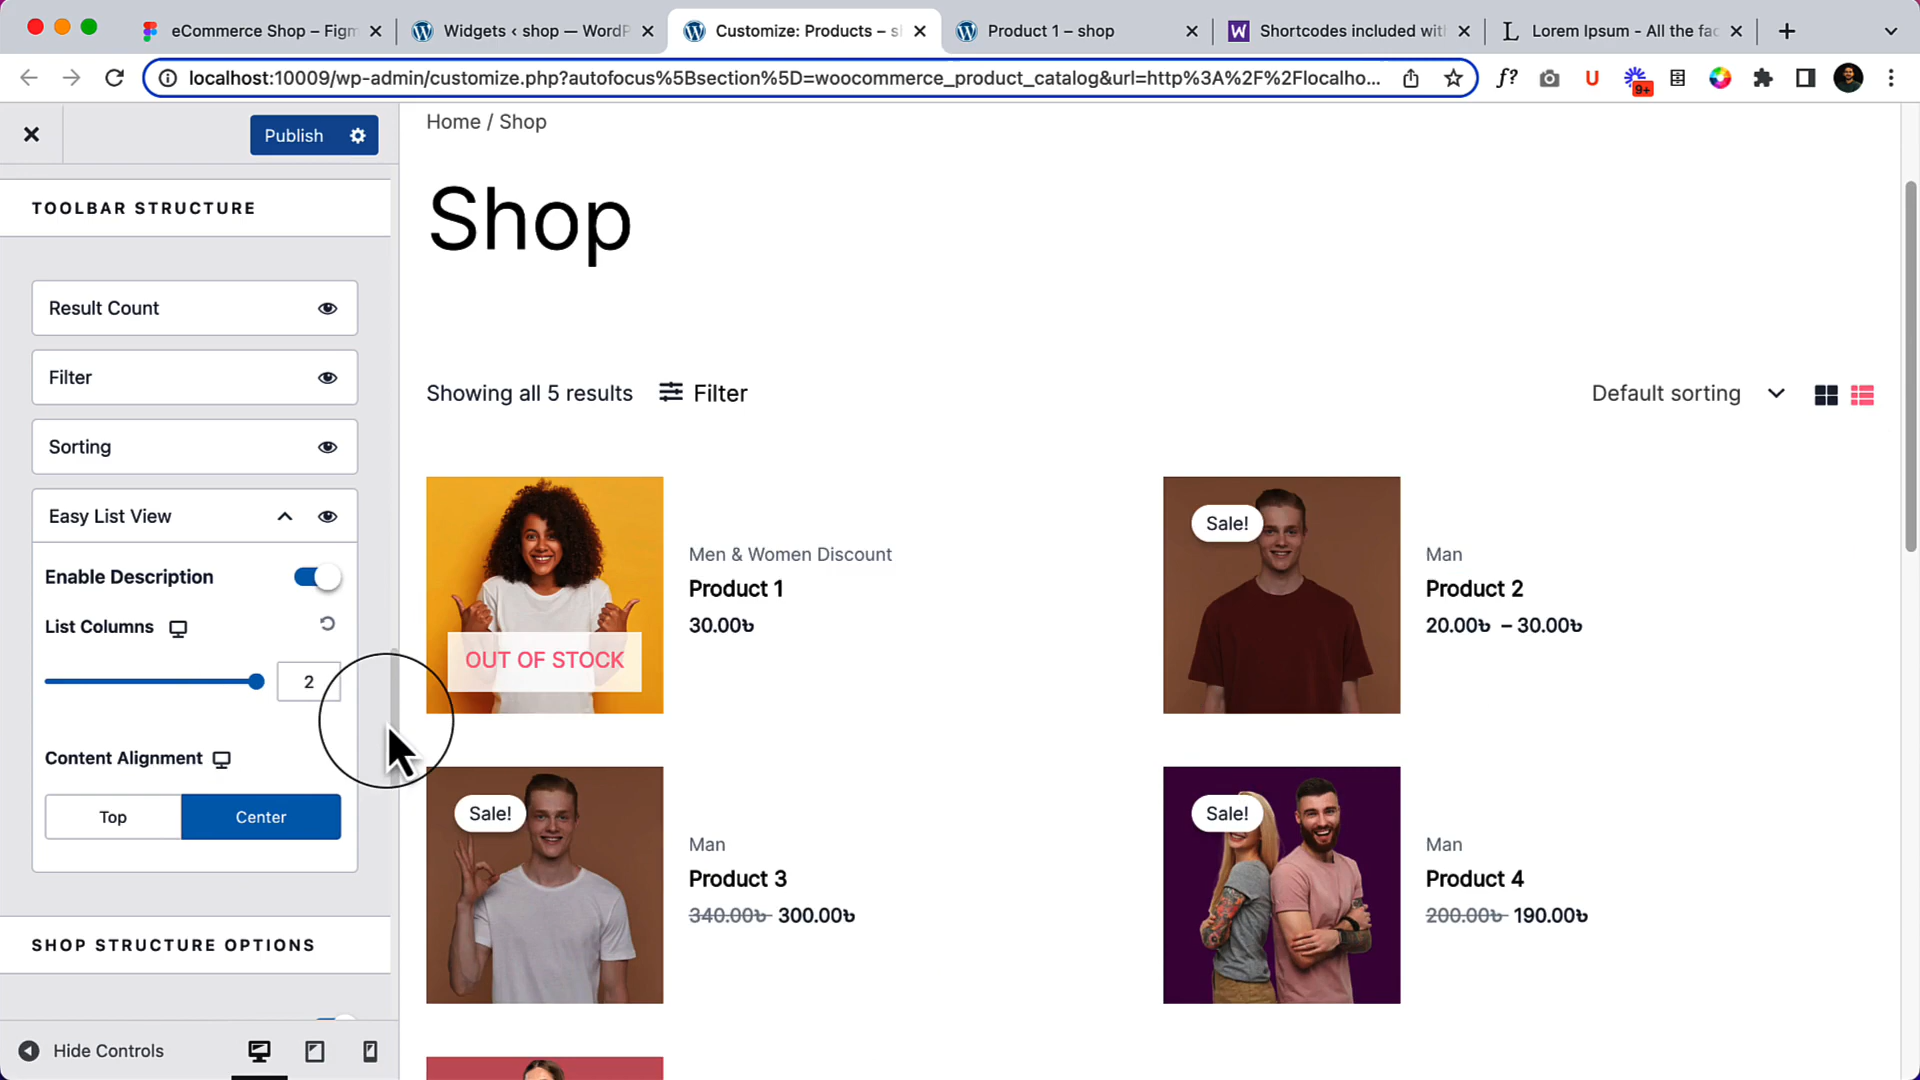 eCommerce Shop – Figm
Widgets ‹ shop — WordP
Customize: Products – s
Product 1 – shop
Shortcodes included wit
Lorem Ipsum - All the fac
localhost:10009/wp-admin/customize.php?autofocus%5Bsection%5D=woocommerce_product_catalog&url=http%3A%2F%2Flocalho...
f?
U
9+
Publish
Home / Shop
TOOLBAR STRUCTURE
Shop
Result Count
Filter
Showing all 5 results
Filter
Default sorting
Sorting
Easy List View
Enable Description
List Columns
2
Content Alignment
Top
Center
SHOP STRUCTURE OPTIONS
Hide Controls
OUT OF STOCK
Men & Women Discount
Product 1
30.00৳
Sale!
Man
Product 2
20.00৳ – 30.00৳
Sale!
Man
Product 3
340.00৳ 300.00৳
Sale!
Man
Product 4
200.00৳ 190.00৳